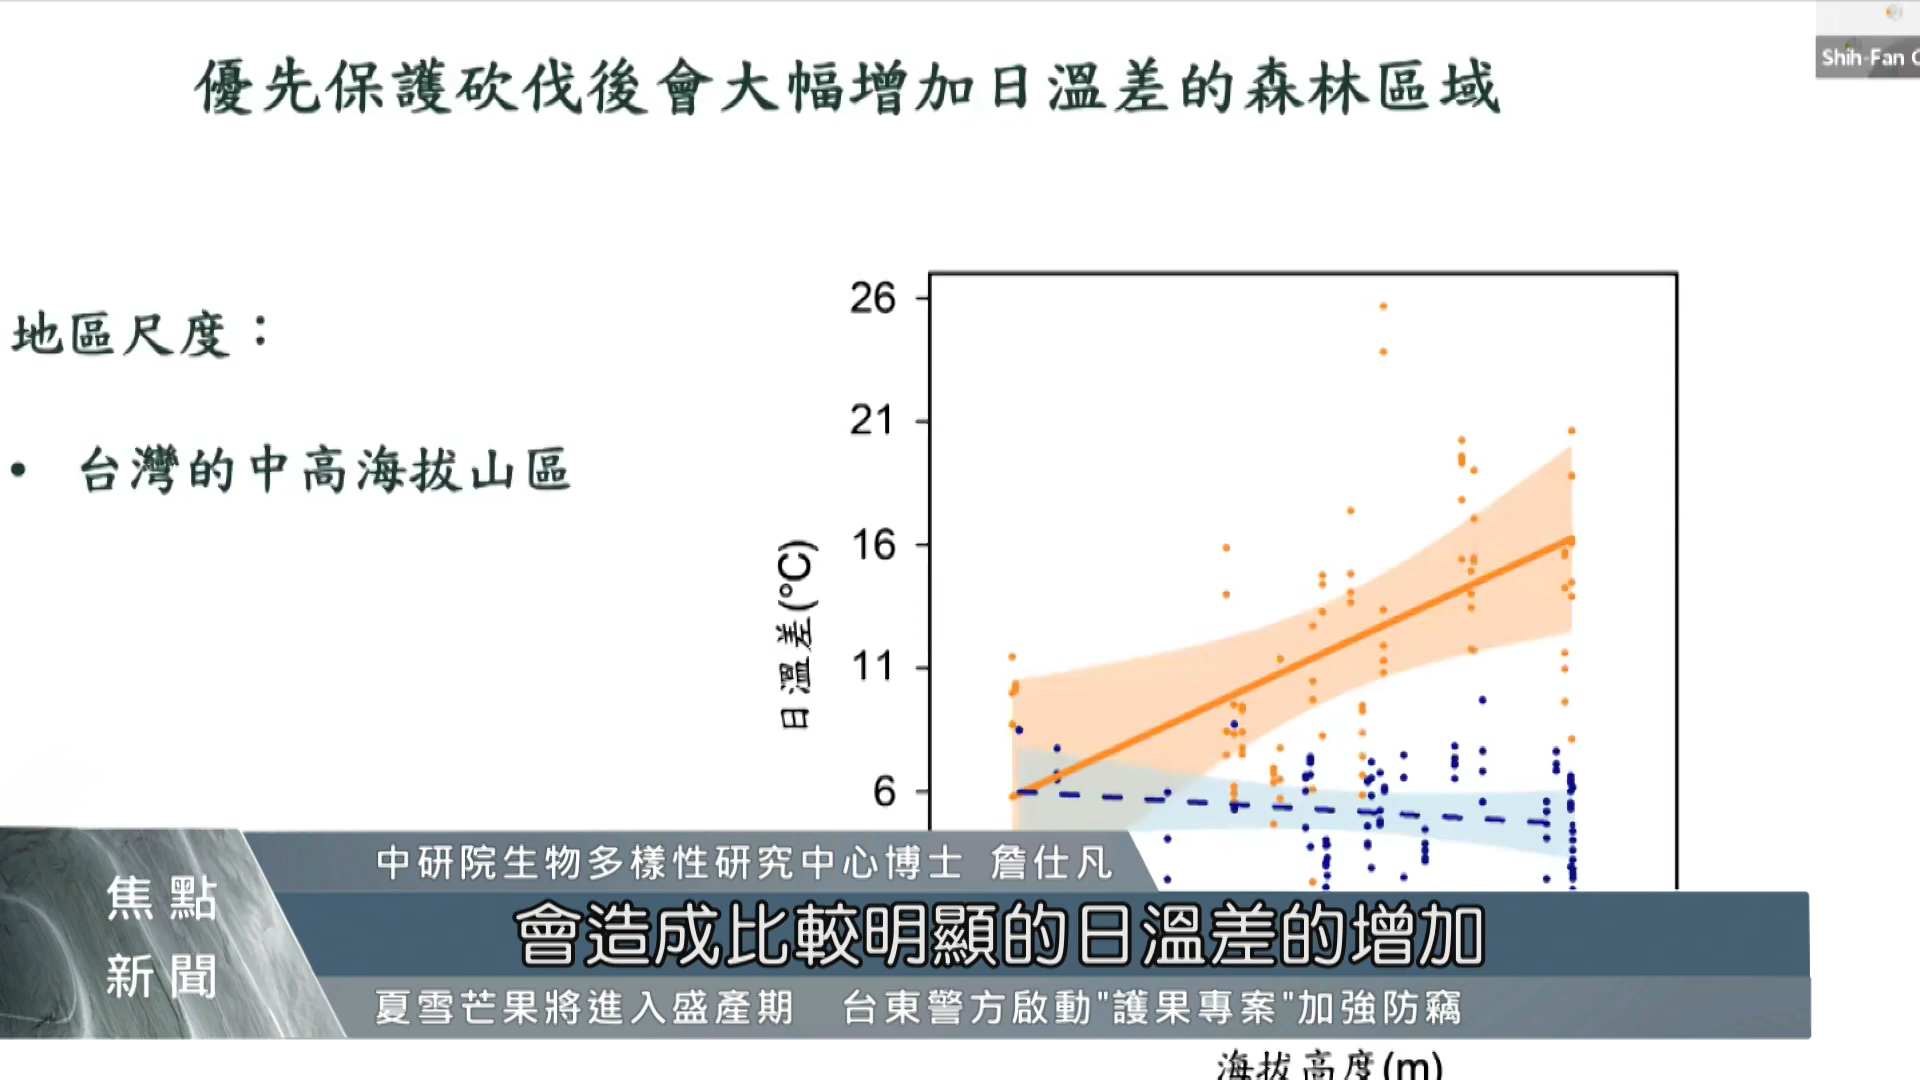 優先保護砍伐後會大幅增加日溫差的森林區域
Shih-Fan C
地區尺度：
• 台灣的中高海拔山區
26
21
16
11
6
日溫差(°C)
中研院生物多樣性研究中心博士 詹仕凡
焦點
新聞
會造成比較明顯的日溫差的增加
夏雪芒果將進入盛產期 台東警方啟動"護果專案"加強防竊
海拔高度(m)